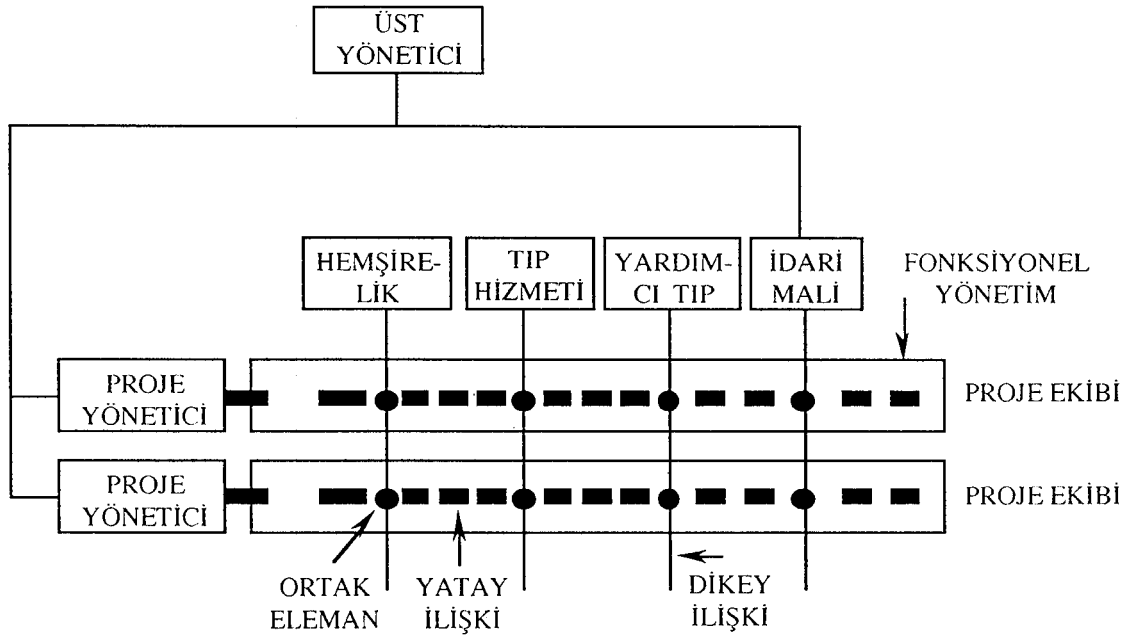 ÜST
YÖNETİCİ
HEMŞİRE-
LİK
TIP
HİZMETİ
YARDIM-
CI TIP
İDARİ
MALİ
FONKSİYONEL
YÖNETİM
PROJE
YÖNETİCİ
PROJE EKİBİ
PROJE
YÖNETİCİ
PROJE EKİBİ
ORTAK
ELEMAN
YATAY
İLİŞKİ
DİKEY
İLİŞKİ